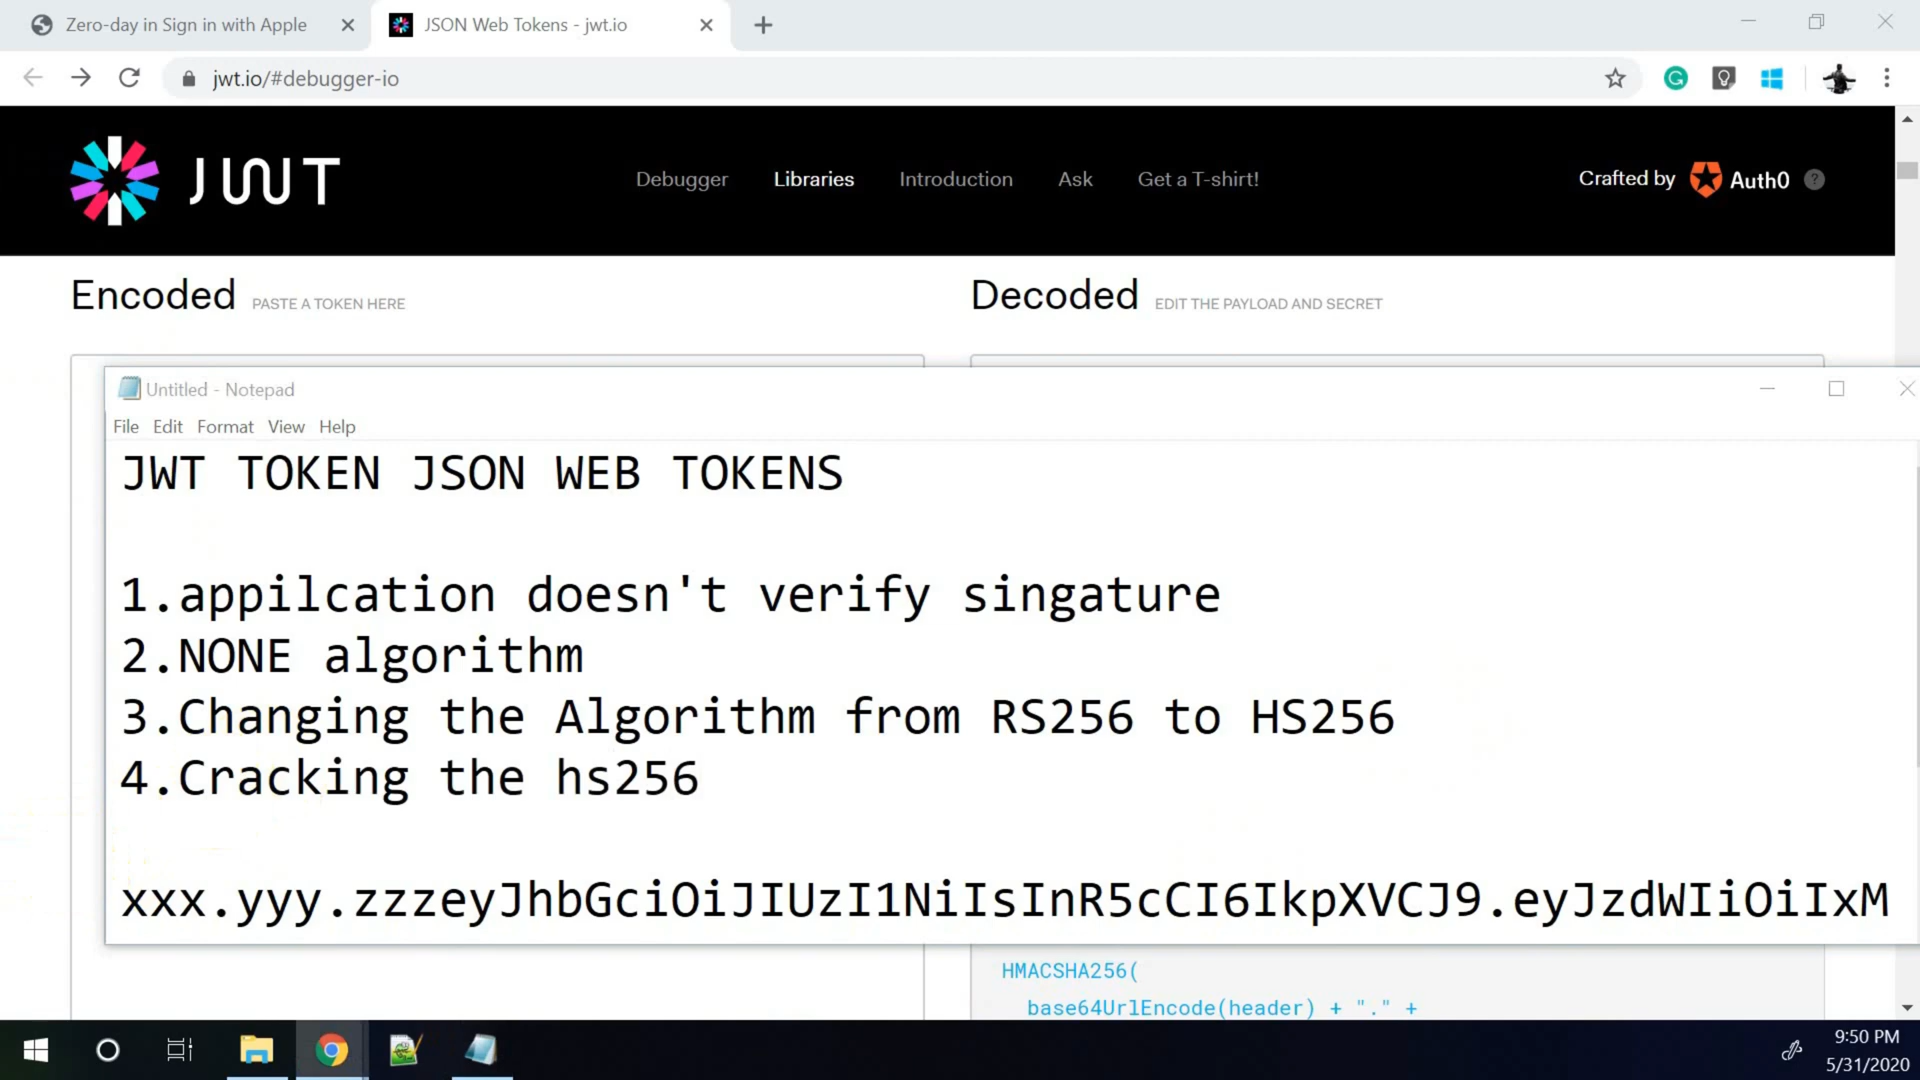 Zero-day in Sign in with Apple
JSON Web Tokens - jwt.io
jwt.io/#debugger-io
JWT
Debugger
Libraries
Introduction
Ask
Get a T-shirt!
Crafted by
Auth0
?
Encoded PASTE A TOKEN HERE
Decoded EDIT THE PAYLOAD AND SECRET
Untitled - Notepad
File Edit Format View Help
JWT TOKEN JSON WEB TOKENS
1.appilcation doesn't verify singature
2.NONE algorithm
3.Changing the Algorithm from RS256 to HS256
4.Cracking the hs256
xxx.yyy.zzzeyJhbGciOiJIUzI1NiIsInR5cCI6IkpXVCJ9.eyJzdWIiOiIxM
HMACSHA256(
base64UrlEncode(header) + "." +
9:50 PM
5/31/2020